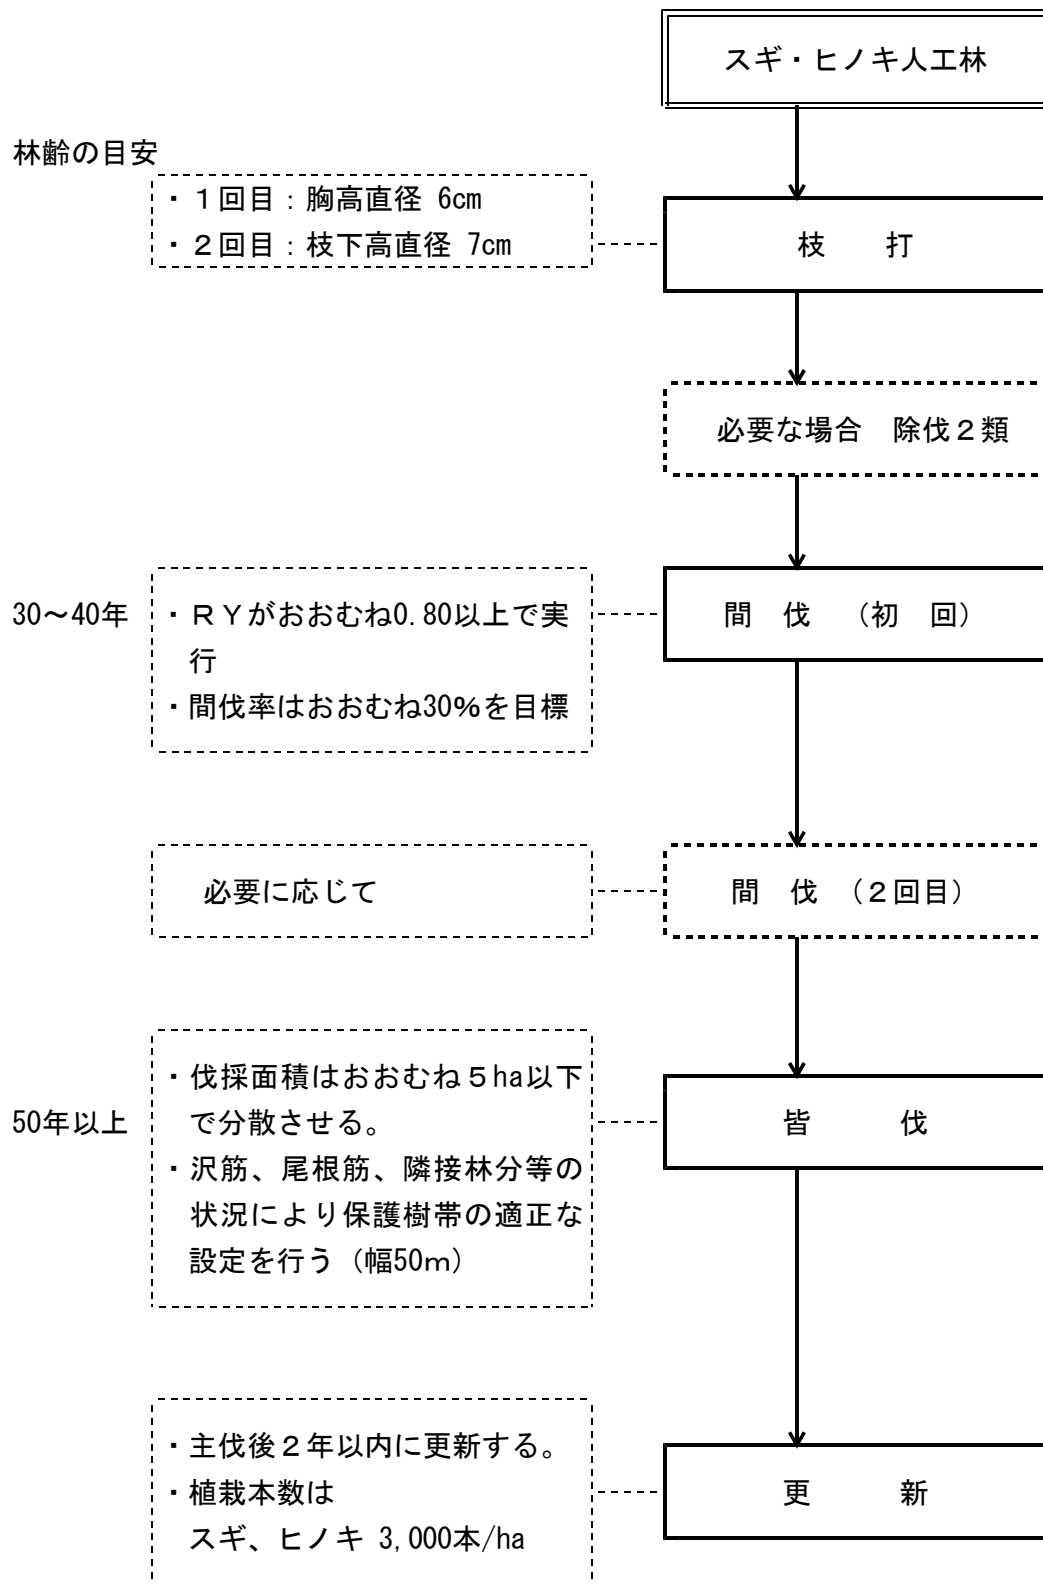 スギ・ヒノキ人工林
林齢の目安
・１回目：胸高直径 6cm
・２回目：枝下高直径 7cm
枝　打
必要な場合　除伐２類
30～40年
・ＲＹがおおむね0.80以上で実
行
・間伐率はおおむね30％を目標
間　伐　（初　回）
必要に応じて
間　伐　（２回目）
50年以上
・伐採面積はおおむね５ha以下
で分散させる。
・沢筋、尾根筋、隣接林分等の
状況により保護樹帯の適正な
設定を行う（幅50ｍ）
皆　　伐
・主伐後２年以内に更新する。
・植栽本数は
スギ、ヒノキ 3,000本/ha
更　　新